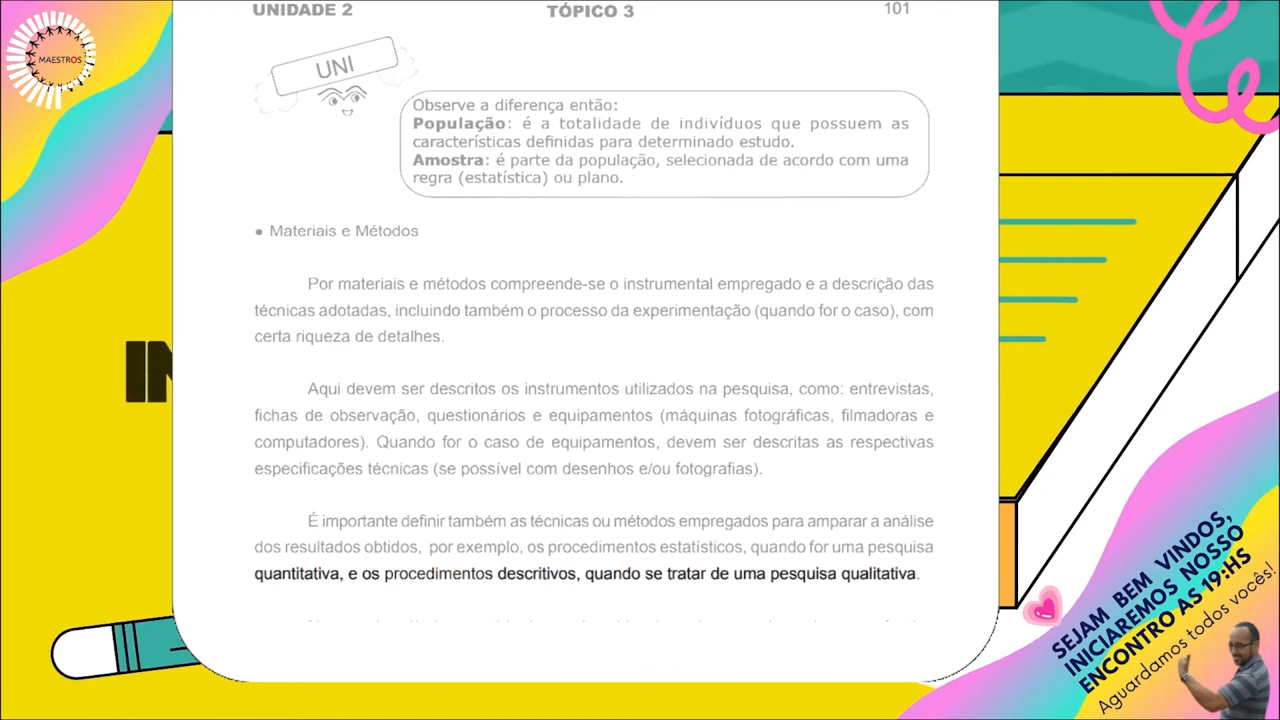 UNIDADE 2 TÓPICO 3 101
MAESTROS
UNI
Observe a diferença então:
População: é a totalidade de indivíduos que possuem as
características definidas para determinado estudo.
Amostra: é parte da população, selecionada de acordo com uma
regra (estatística) ou plano.
● Materiais e Métodos
Por materiais e métodos compreende-se o instrumental empregado e a descrição das
técnicas adotadas, incluindo também o processo da experimentação (quando for o caso), com
certa riqueza de detalhes.
Aqui devem ser descritos os instrumentos utilizados na pesquisa, como: entrevistas,
fichas de observação, questionários e equipamentos (máquinas fotográficas, filmadoras e
computadores). Quando for o caso de equipamentos, devem ser descritas as respectivas
especificações técnicas (se possível com desenhos e/ou fotografias).
É importante definir também as técnicas ou métodos empregados para amparar a análise
dos resultados obtidos, por exemplo, os procedimentos estatísticos, quando for uma pesquisa
quantitativa, e os procedimentos descritivos, quando se tratar de uma pesquisa qualitativa.
SEJAM BEM VINDOS,
INICIAREMOS NOSSO
ENCONTRO AS 19:HS
Aguardamos todos vocês!